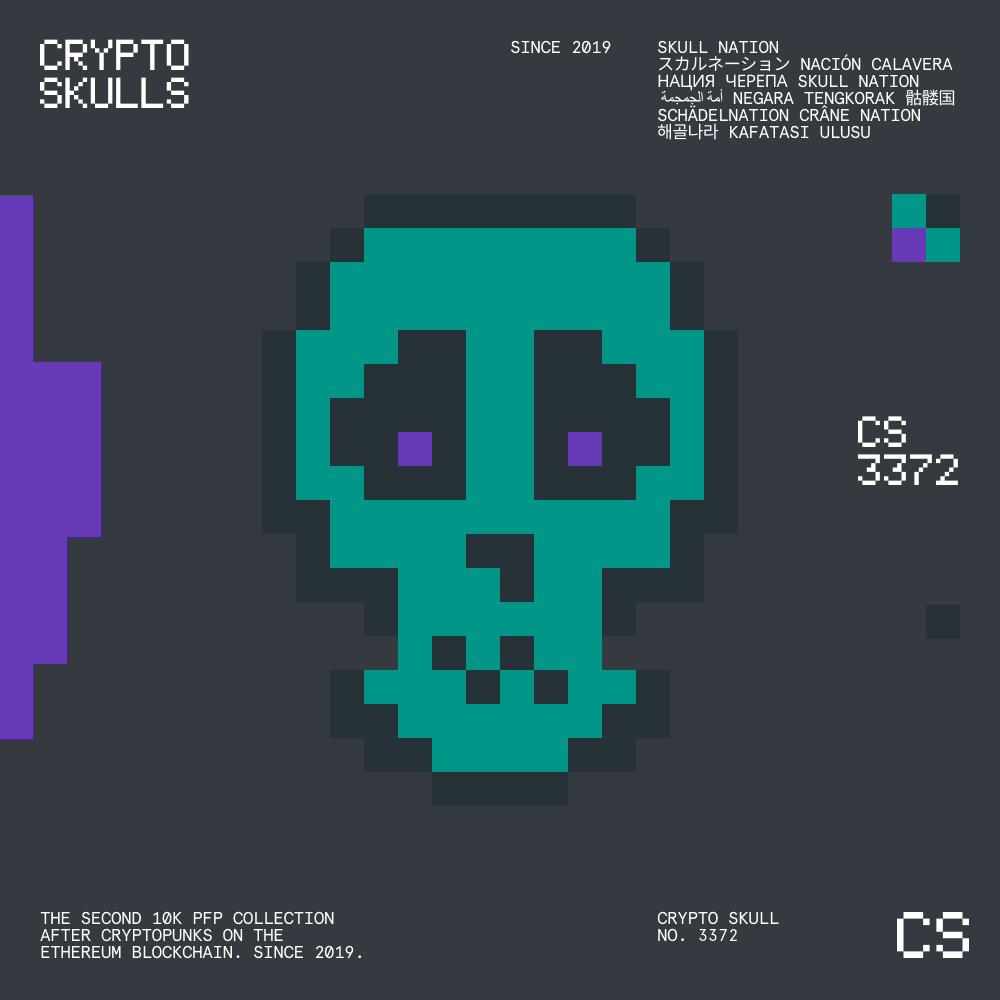 CRYPTO
SKULLS
SINCE 2019
SKULL NATION
スカルネーション NACIÓN CALAVERA
НАЦИЯ ЧЕРЕПА SKULL NATION
أمة الجمجمة NEGARA TENGKORAK 骷髅国
SCHÄDELNATION CRÂNE NATION
해골나라 KAFATASI ULUSU
CS
3372
THE SECOND 10K PFP COLLECTION
AFTER CRYPTOPUNKS ON THE
ETHEREUM BLOCKCHAIN. SINCE 2019.
CRYPTO SKULL
NO. 3372
CS